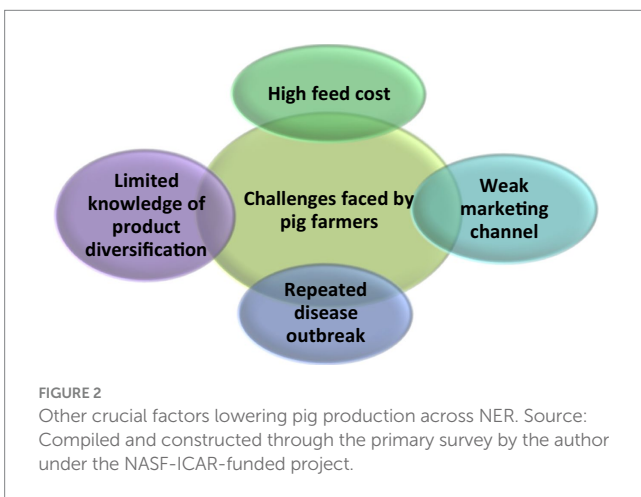 High feed cost
Limited
knowledge of
product
diversification
Challenges faced by
pig farmers
Weak
marketing
channel
Repeated
disease
outbreak
FIGURE 2
Other crucial factors lowering pig production across NER. Source:
Compiled and constructed through the primary survey by the author
under the NASF-ICAR-funded project.